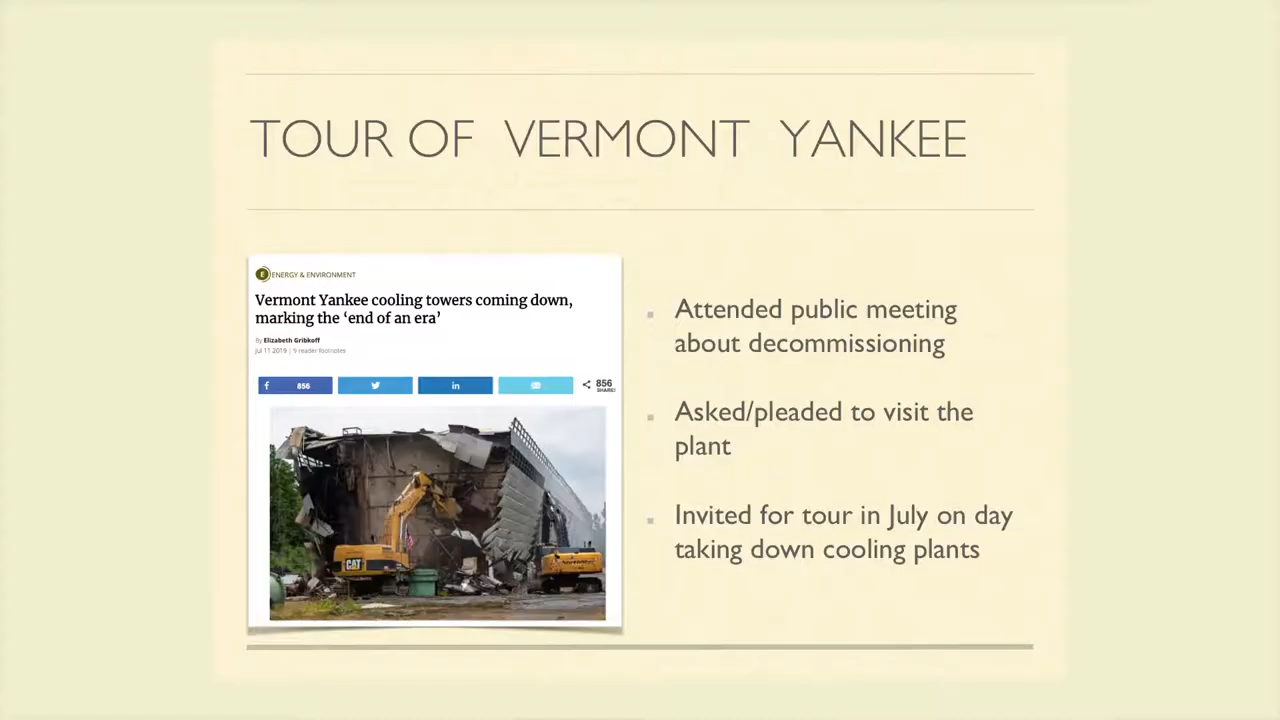 TOUR OF VERMONT YANKEE
E ENERGY & ENVIRONMENT
Vermont Yankee cooling towers coming down,
marking the ‘end of an era’
By Elizabeth Gribkoff
Jul 11 2019 | 9 reader footnotes
f 856
in
856
SHARES
CAT
Attended public meeting
about decommissioning
Asked/pleaded to visit the
plant
Invited for tour in July on day
taking down cooling plants